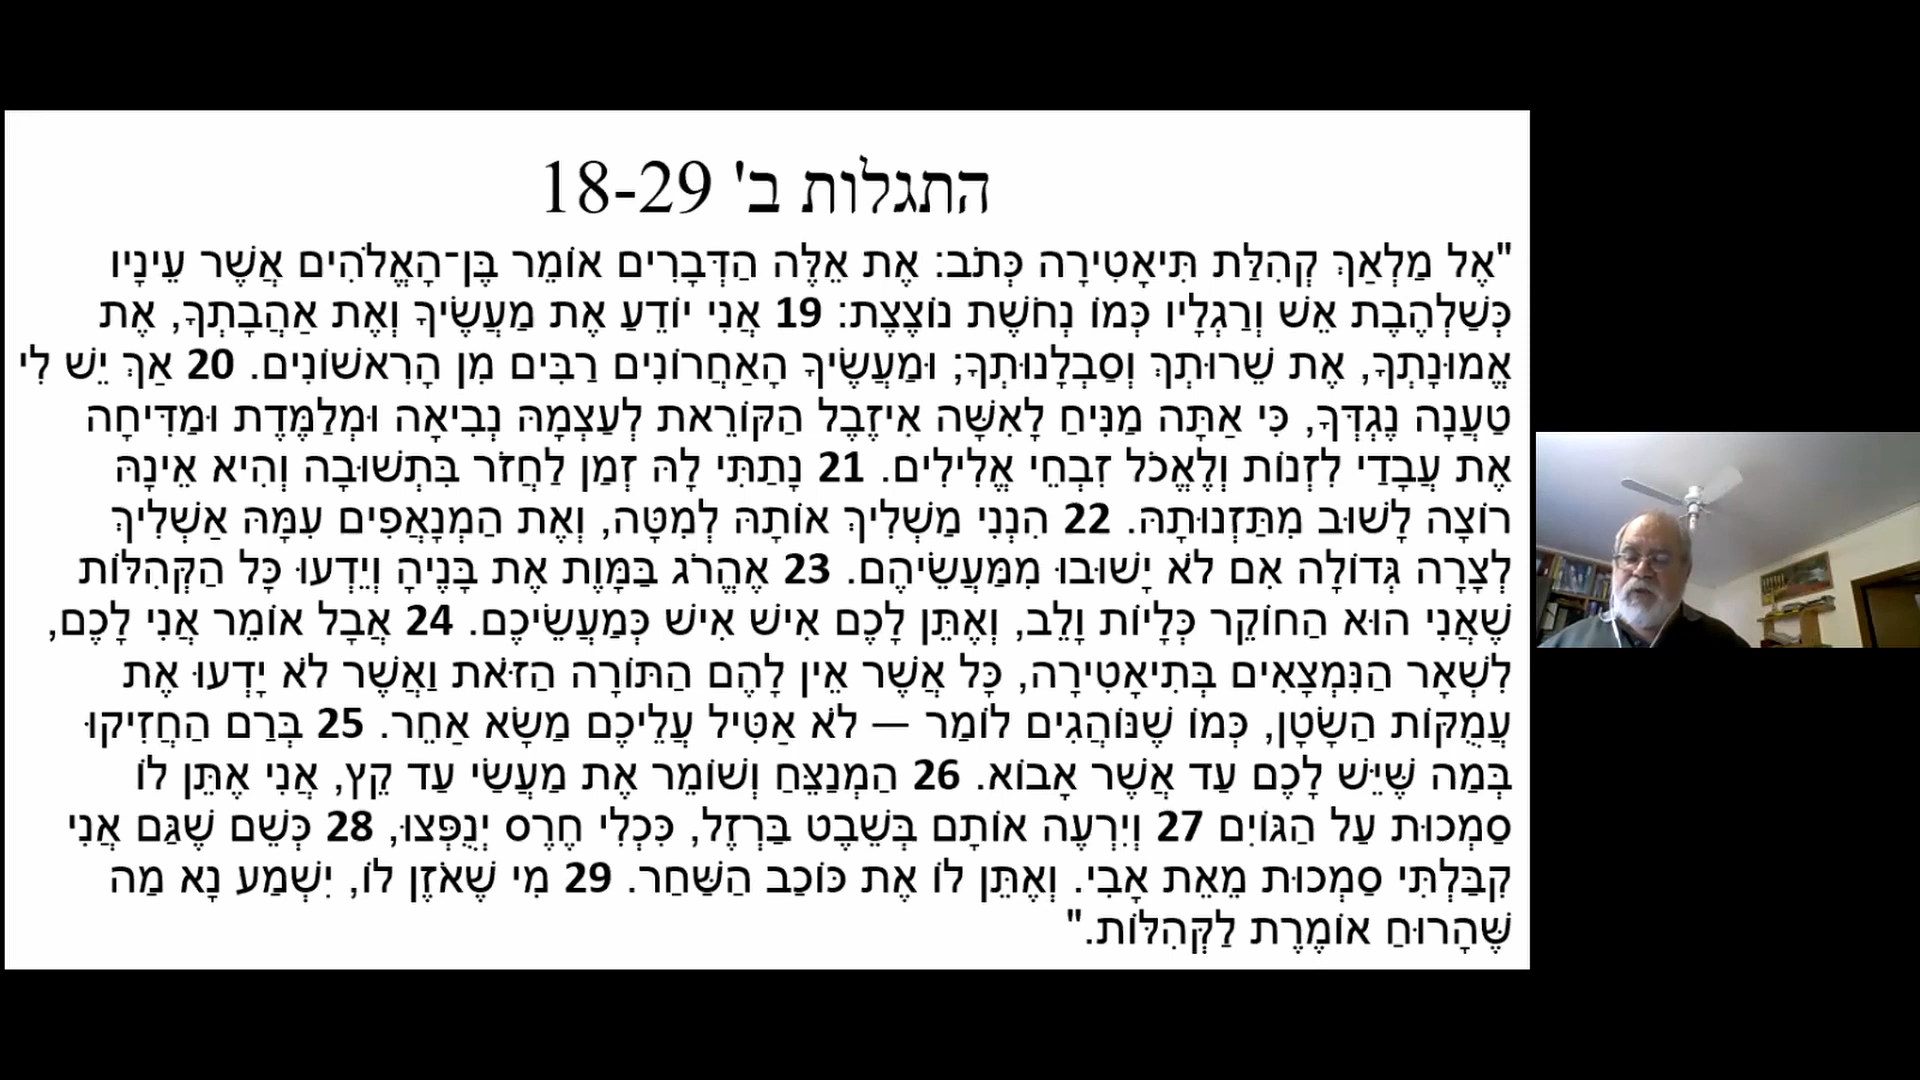 התגלות ב' 18-29
"אֶל מַלְאַךְ קְהִלַּת תִּיאָטִירָה כְּתֹב: אֶת אֵלֶּה הַדְּבָרִים אוֹמֵר בֶּן־הָאֱלֹהִים אֲשֶׁר עֵינָיו
כְּשַׁלְהֶבֶת אֵשׁ וְרַגְלָיו כְּמוֹ נְחֹשֶׁת נוֹצֶצֶת: 19 אֲנִי יוֹדֵעַ אֶת מַעֲשֶׂיךָ וְאֶת אַהֲבָתְךָ, אֶת
אֱמוּנָתְךָ, אֶת שֵׁרוּתְךָ וְסַבְלָנוּתְךָ; וּמַעֲשֶׂיךָ הָאַחֲרוֹנִים רַבִּים מִן הָרִאשׁוֹנִים. 20 אַךְ יֵשׁ לִי
טַעֲנָה נֶגְדְּךָ, כִּי אַתָּה מַנִּיחַ לָאִשָּׁה אִיזֶבֶל הַקּוֹרֵאת לְעַצְמָהּ נְבִיאָה וּמְלַמֶּדֶת וּמַדִּיחָה
אֶת עֲבָדַי לִזְנוֹת וְלֶאֱכֹל זִבְחֵי אֱלִילִים. 21 נָתַתִּי לָהּ זְמַן לַחֲזֹר בִּתְשׁוּבָה וְהִיא אֵינָהּ
רוֹצָה לָשׁוּב מִתַּזְנוּתָהּ. 22 הִנְנִי מַשְׁלִיךְ אוֹתָהּ לְמִטָּה, וְאֶת הַמְנָאֲפִים עִמָּהּ אַשְׁלִיךְ
לְצָרָה גְּדוֹלָה אִם לֹא יָשׁוּבוּ מִמַּעֲשֵׂיהֶם. 23 אֶהֱרֹג בַּמָּוֶת אֶת בָּנֶיהָ וְיֵדְעוּ כָּל הַקְּהִלּוֹת
שֶׁאֲנִי הוּא הַחוֹקֵר כְּלָיוֹת וָלֵב, וְאֶתֵּן לָכֶם אִישׁ אִישׁ כְּמַעֲשֵׂיכֶם. 24 אֲבָל אוֹמֵר אֲנִי לָכֶם,
לִשְׁאָר הַנִּמְצָאִים בְּתִיאָטִירָה, כָּל אֲשֶׁר אֵין לָהֶם הַתּוֹרָה הַזֹּאת וַאֲשֶׁר לֹא יָדְעוּ אֶת
עֲמֻקּוֹת הַשָּׂטָן, כְּמוֹ שֶׁנּוֹהֲגִים לוֹמַר — לֹא אַטִּיל עֲלֵיכֶם מַשָּׂא אַחֵר. 25 בְּרַם הַחֲזִיקוּ
בְּמַה שֶּׁיֵּשׁ לָכֶם עַד אֲשֶׁר אָבוֹא. 26 הַמְנַצֵּחַ וְשׁוֹמֵר אֶת מַעֲשַׂי עַד קֵץ, אֲנִי אֶתֵּן לוֹ
סַמְכוּת עַל הַגּוֹיִם 27 וְיִרְעֶה אוֹתָם בְּשֵׁבֶט בַּרְזֶל, כִּכְלִי חֶרֶס יְנֻפְּצוּ, 28 כְּשֵׁם שֶׁגַּם אֲנִי
קִבַּלְתִּי סַמְכוּת מֵאֵת אָבִי. וְאֶתֵּן לוֹ אֶת כּוֹכַב הַשַּׁחַר. 29 מִי שֶׁאֹזֶן לוֹ, יִשְׁמַע נָא מַה
שֶּׁהָרוּחַ אוֹמֶרֶת לַקְּהִלּוֹת."